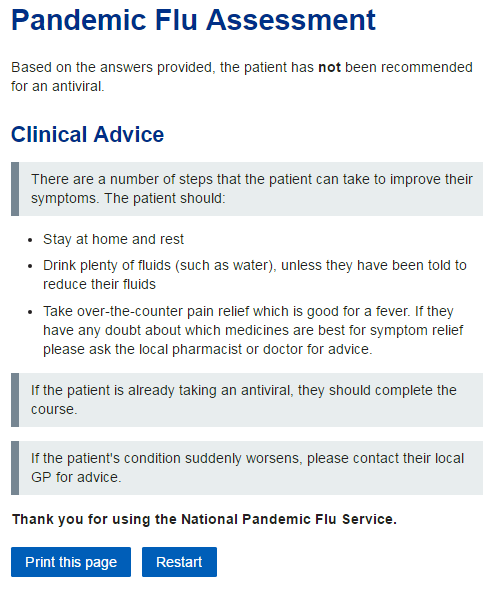 Pandemic Flu Assessment
Based on the answers provided, the patient has not been recommended
for an antiviral.
Clinical Advice
There are a number of steps that the patient can take to improve their
symptoms. The patient should:
Stay at home and rest
Drink plenty of fluids (such as water), unless they have been told to
reduce their fluids
Take over-the-counter pain relief which is good for a fever. If they
have any doubt about which medicines are best for symptom relief
please ask the local pharmacist or doctor for advice.
If the patient is already taking an antiviral, they should complete the
course.
If the patient's condition suddenly worsens, please contact their local
GP for advice.
Thank you for using the National Pandemic Flu Service.
Print this page
Restart